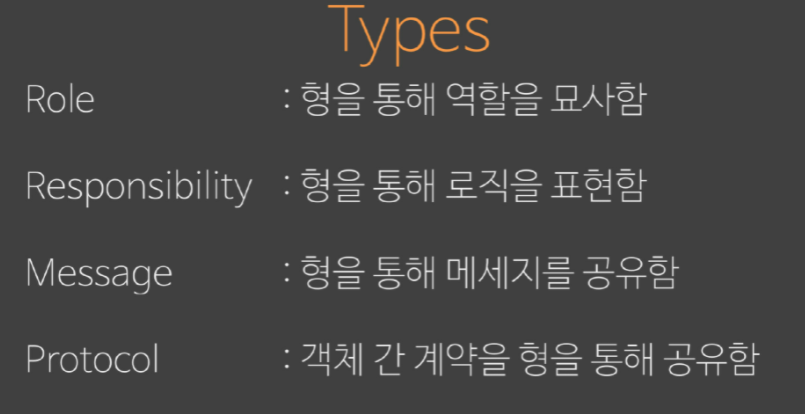 Types
Role : 형을 통해 역할을 묘사함
Responsibility : 형을 통해 로직을 표현함
Message : 형을 통해 메세지를 공유함
Protocol : 객체 간 계약을 형을 통해 공유함